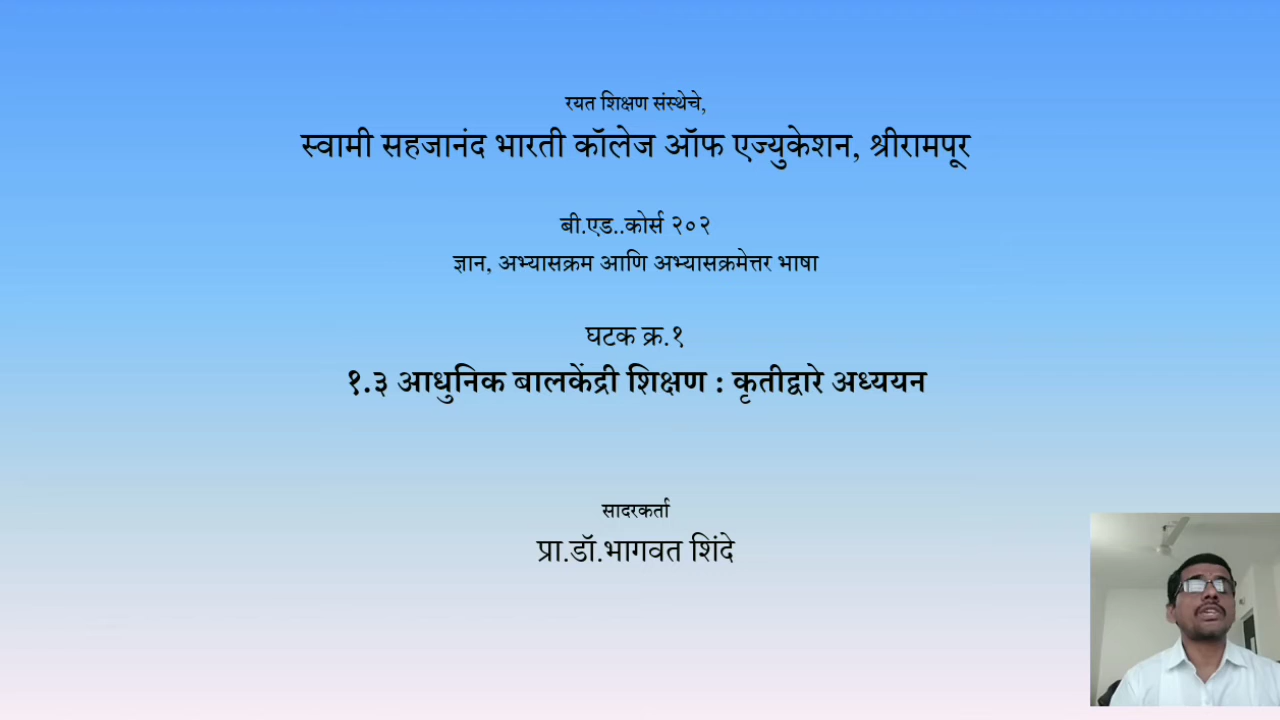 रयत शिक्षण संस्थेचे,
स्वामी सहजानंद भारती कॉलेज ऑफ एज्युकेशन, श्रीरामपूर
बी.एड..कोर्स २०२
ज्ञान, अभ्यासक्रम आणि अभ्यासक्रमेत्तर भाषा
घटक क्र.१
१.३ आधुनिक बालकेंद्री शिक्षण : कृतीद्वारे अध्ययन
सादरकर्ता
प्रा.डॉ.भागवत शिंदे